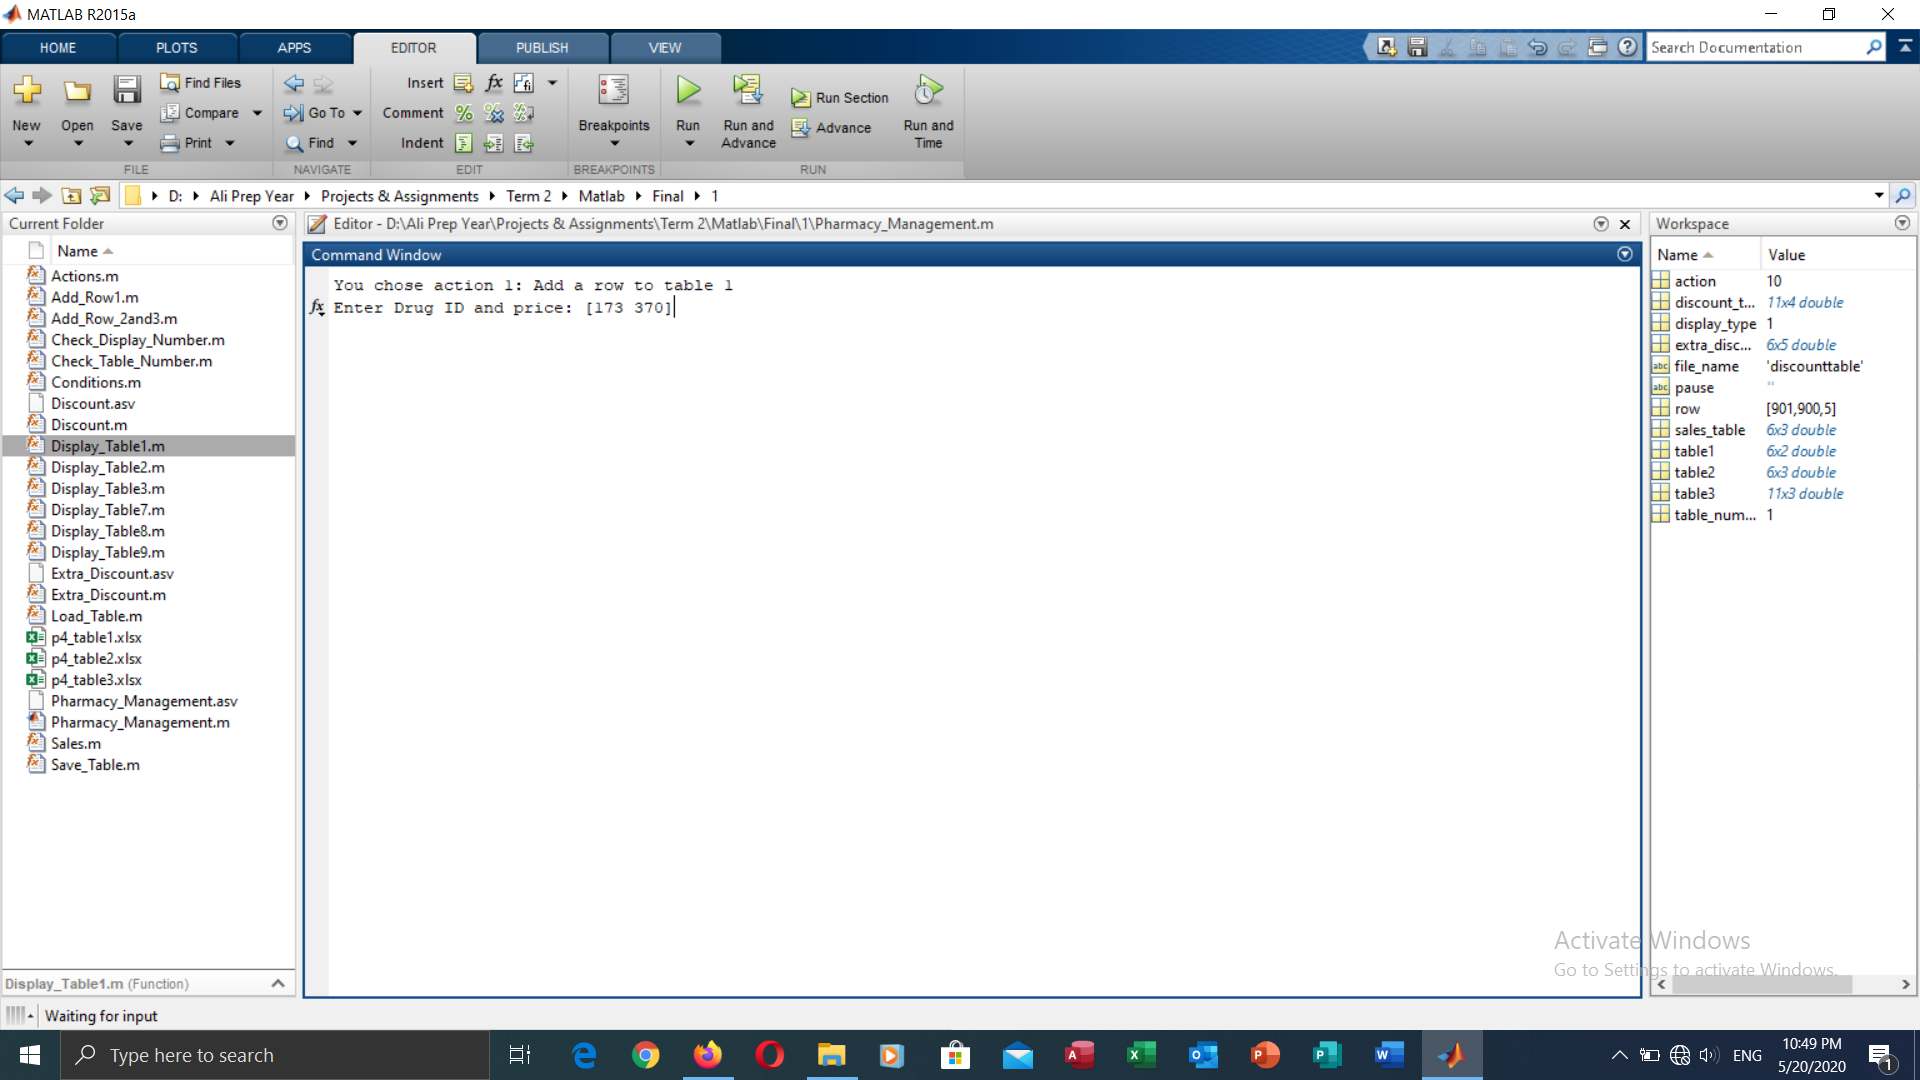 MATLAB R2015a
HOME PLOTS APPS EDITOR PUBLISH VIEW
Search Documentation
New Open Save
Find Files
Compare
Print
FILE
Go To
Find
NAVIGATE
Insert fx fi
Comment
Indent
EDIT
Breakpoints
BREAKPOINTS
Run
Run and Advance
Run Section
Advance
Run and Time
RUN
D: Ali Prep Year Projects & Assignments Term 2 Matlab Final 1
Current Folder
Name
Actions.m
Add_Row1.m
Add_Row_2and3.m
Check_Display_Number.m
Check_Table_Number.m
Conditions.m
Discount.asv
Discount.m
Display_Table1.m
Display_Table2.m
Display_Table3.m
Display_Table7.m
Display_Table8.m
Display_Table9.m
Extra_Discount.asv
Extra_Discount.m
Load_Table.m
p4_table1.xlsx
p4_table2.xlsx
p4_table3.xlsx
Pharmacy_Management.asv
Pharmacy_Management.m
Sales.m
Save_Table.m
Display_Table1.m (Function)
Editor - D:\Ali Prep Year\Projects & Assignments\Term 2\Matlab\Final\1\Pharmacy_Management.m
Command Window
You chose action 1: Add a row to table 1
fx Enter Drug ID and price: [173 370]
Workspace
Name Value
action 10
discount_t... 11x4 double
display_type 1
extra_disc... 6x5 double
file_name 'discounttable'
pause ''
row [901,900,5]
sales_table 6x3 double
table1 6x2 double
table2 6x3 double
table3 11x3 double
table_num... 1
Activate Windows
Go to Settings to activate Windows.
Waiting for input
Type here to search
ENG
10:49 PM
5/20/2020
1